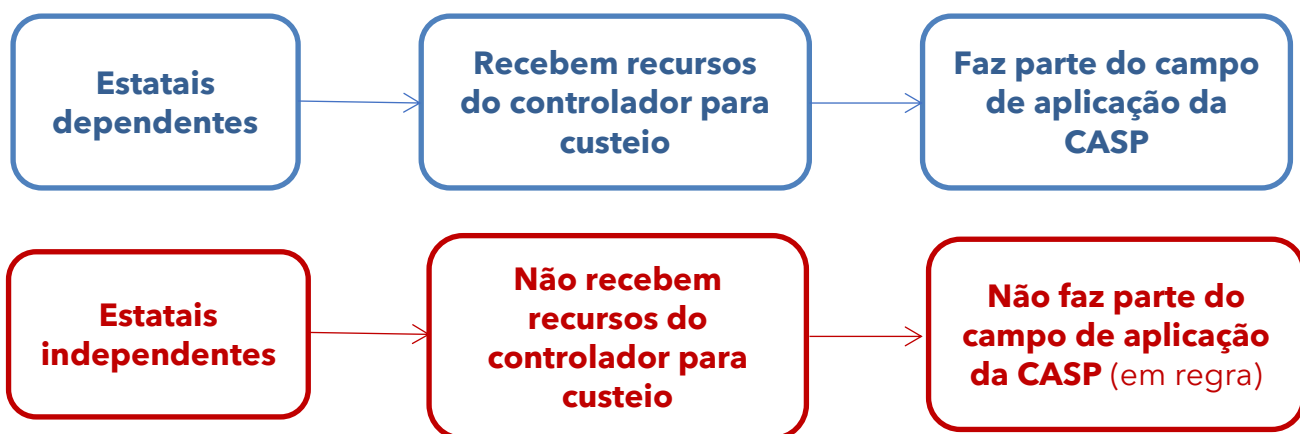 Estatais
dependentes
Recebem recursos
do controlador para
custeio
Faz parte do campo
de aplicação da
CASP
Estatais
independentes
Não recebem
recursos do
controlador para
custeio
Não faz parte do
campo de aplicação
da CASP (em regra)